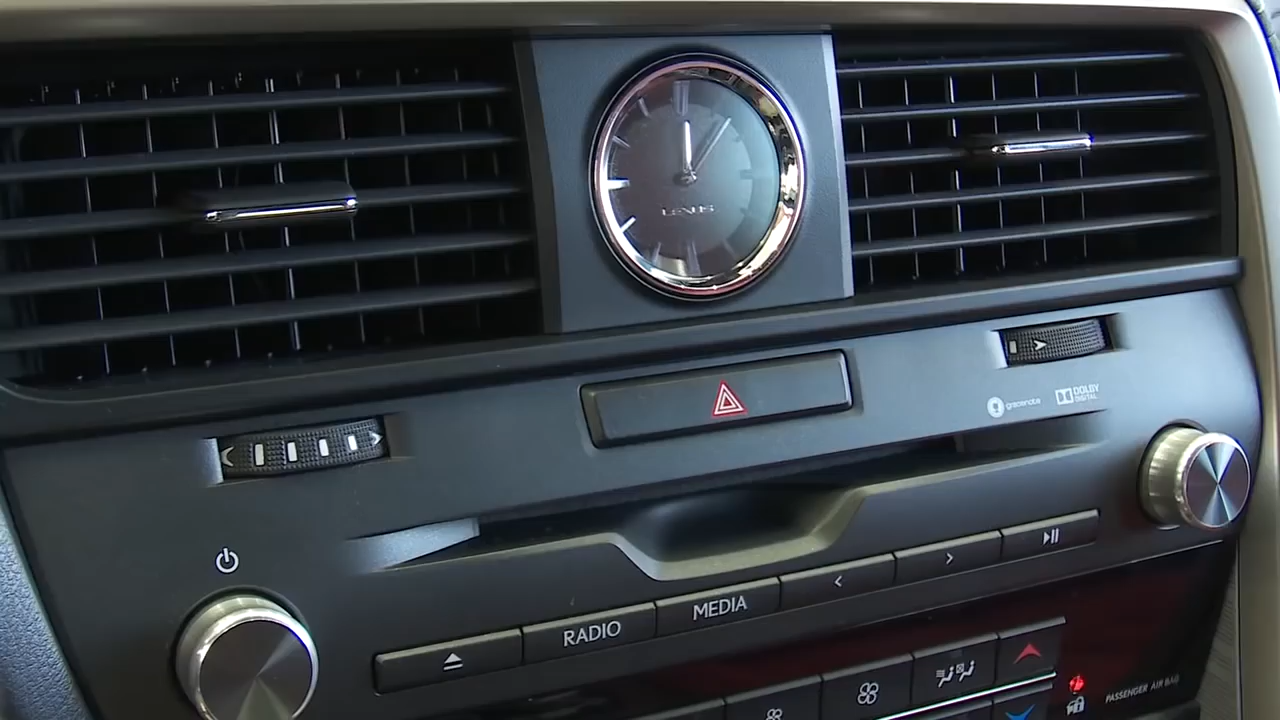 LEXUS
gracenote
DOLBY
DIGITAL
RADIO
MEDIA
PASSENGER AIR BAG